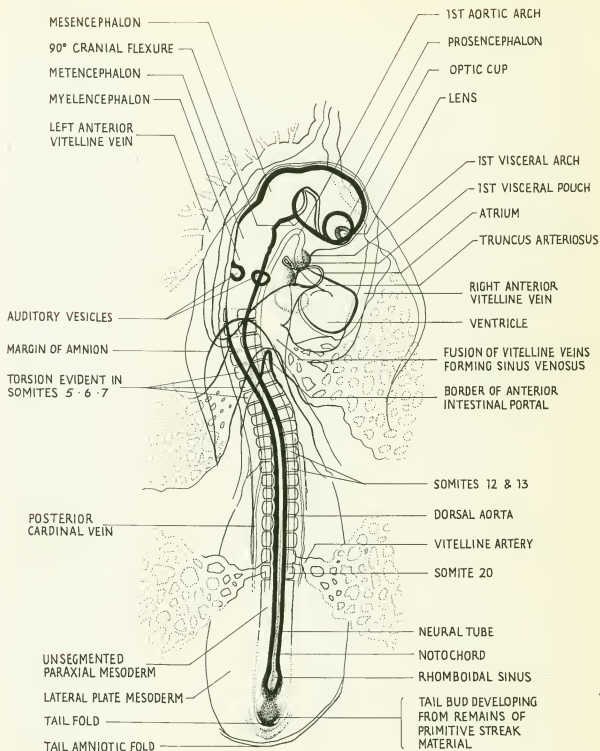 MESENCEPHALON
90° CRANIAL FLEXURE
METENCEPHALON
MYELENCEPHALON
LEFT ANTERIOR
VITELLINE VEIN
AUDITORY VESICLES
MARGIN OF AMNION
TORSION EVIDENT IN
SOMITES 5·6·7
POSTERIOR
CARDINAL VEIN
UNSEGMENTED
PARAXIAL MESODERM
LATERAL PLATE MESODERM
TAIL FOLD
TAIL AMNIOTIC FOLD
1ST AORTIC ARCH
PROSENCEPHALON
OPTIC CUP
LENS
1ST VISCERAL ARCH
1ST VISCERAL POUCH
ATRIUM
TRUNCUS ARTERIOSUS
RIGHT ANTERIOR
VITELLINE VEIN
VENTRICLE
FUSION OF VITELLINE VEINS
FORMING SINUS VENOSUS
BORDER OF ANTERIOR
INTESTINAL PORTAL
SOMITES 12 & 13
DORSAL AORTA
VITELLINE ARTERY
SOMITE 20
NEURAL TUBE
NOTOCHORD
RHOMBOIDAL SINUS
TAIL BUD DEVELOPING
FROM REMAINS OF
PRIMITIVE STREAK
MATERIAL